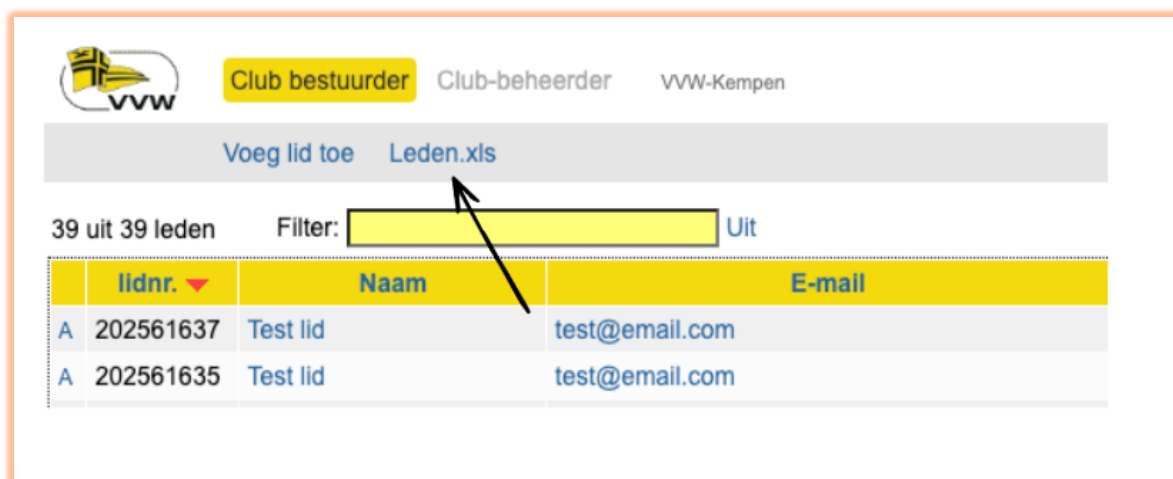 VVW
Club bestuurder Club-beheerder VVW-Kempen
Voeg lid toe Leden.xls
39 uit 39 leden Filter: Uit
lidnr. Naam E-mail
A 202561637 Test lid test@email.com
A 202561635 Test lid test@email.com